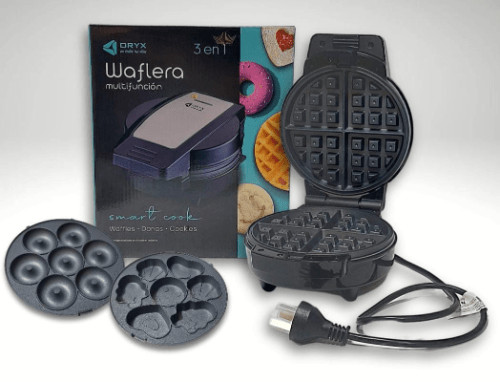 ORYX
3 en 1
Waflera
multifunción
smart cook
Waffles - Donas - Cookies